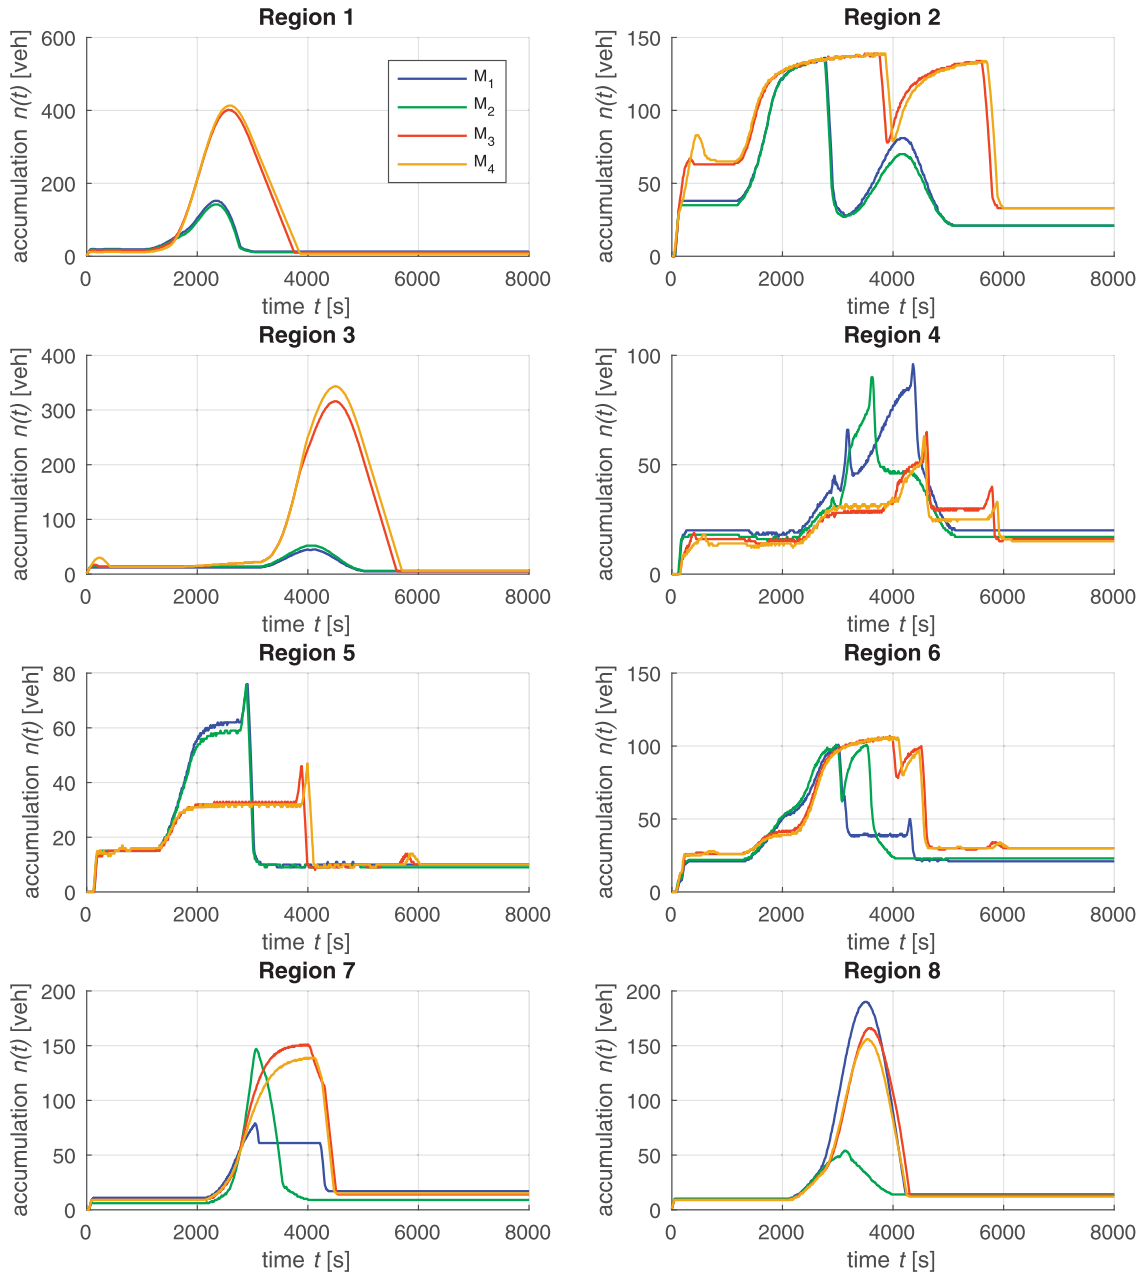 Region 1
accumulation n(t) [veh]
600
400
200
0
M1
M2
M3
M4
0 2000 4000 6000 8000
time t [s]
Region 2
accumulation n(t) [veh]
150
100
50
0
0 2000 4000 6000 8000
time t [s]
Region 3
accumulation n(t) [veh]
400
300
200
100
0
0 2000 4000 6000 8000
time t [s]
Region 4
accumulation n(t) [veh]
100
50
0
0 2000 4000 6000 8000
time t [s]
Region 5
accumulation n(t) [veh]
80
60
40
20
0
0 2000 4000 6000 8000
time t [s]
Region 6
accumulation n(t) [veh]
150
100
50
0
0 2000 4000 6000 8000
time t [s]
Region 7
accumulation n(t) [veh]
200
150
100
50
0
0 2000 4000 6000 8000
time t [s]
Region 8
accumulation n(t) [veh]
200
150
100
50
0
0 2000 4000 6000 8000
time t [s]